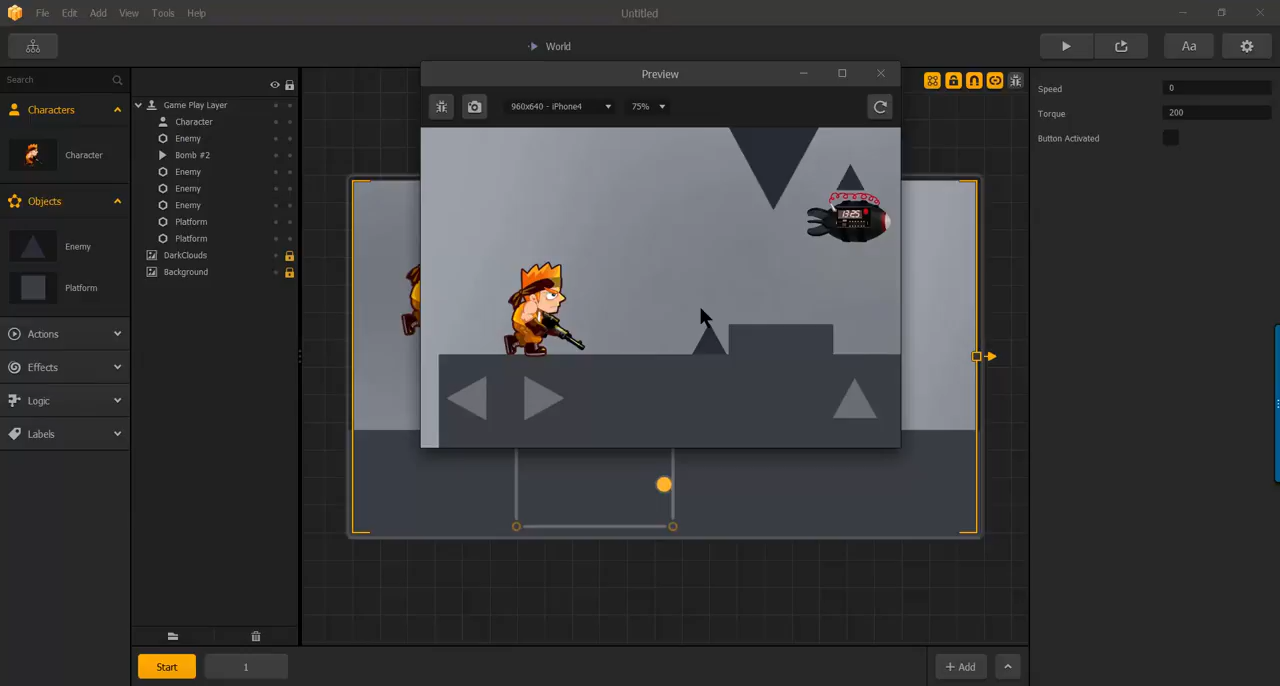 File Edit Add View Tools Help
Untitled
World
Aa
Search
Characters
Character
Objects
Enemy
Platform
Actions
Effects
Logic
Labels
Game Play Layer
Character
Enemy
Bomb #2
Enemy
Enemy
Enemy
Platform
Platform
DarkClouds
Background
Preview
960x640 - iPhone4
75%
13:25
Speed 0
Torque 200
Button Activated
Start
1
+ Add